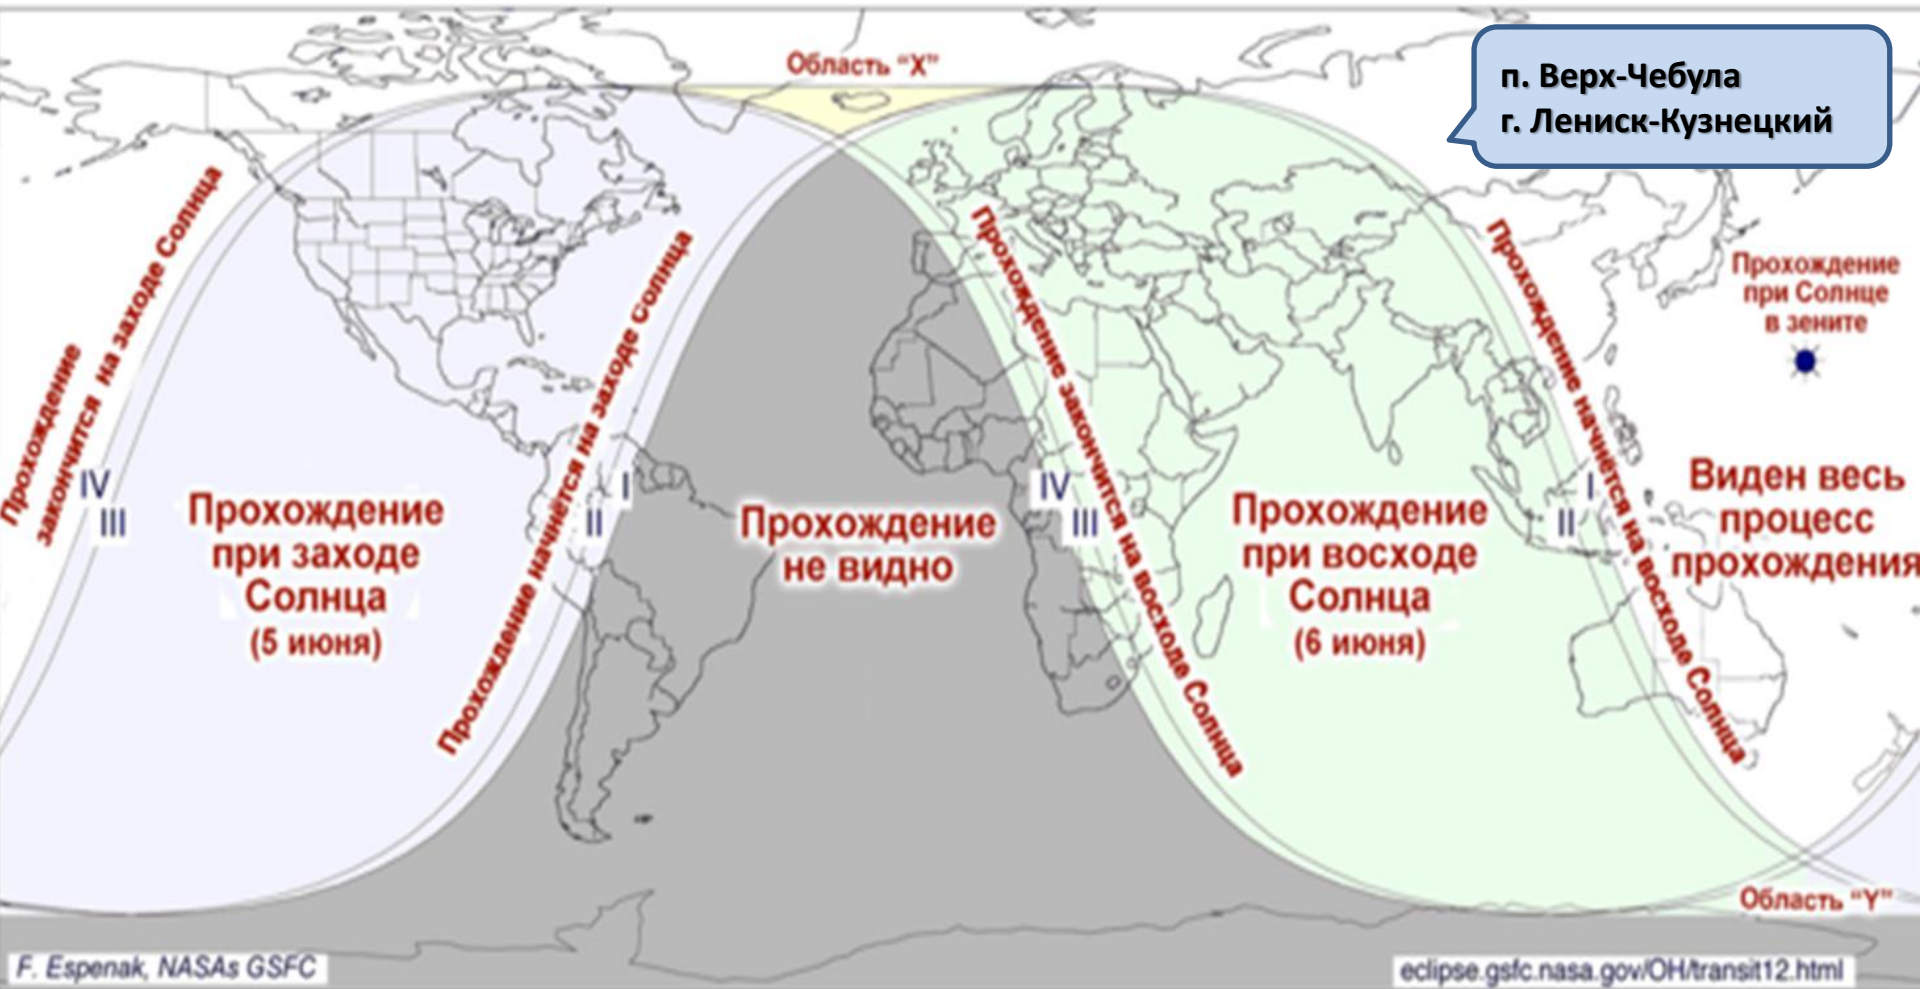 Область “X”
п. Верх-Чебула
г. Лениск-Кузнецкий
Прохождение
закончится на заходе Солнца
Прохождение начнётся на заходе Солнца
Прохождение закончится на восходе Солнца
Прохождение начнётся на восходе Солнца
Прохождение
при Солнце
в зените
IV
III
Прохождение
при заходе
Солнца
(5 июня)
I
II
Прохождение
не видно
IV
III
Прохождение
при восходе
Солнца
(6 июня)
I
II
Виден весь
процесс
прохождения
Область “Y”
F. Espenak, NASAs GSFC
eclipse.gsfc.nasa.gov/OH/transit12.html